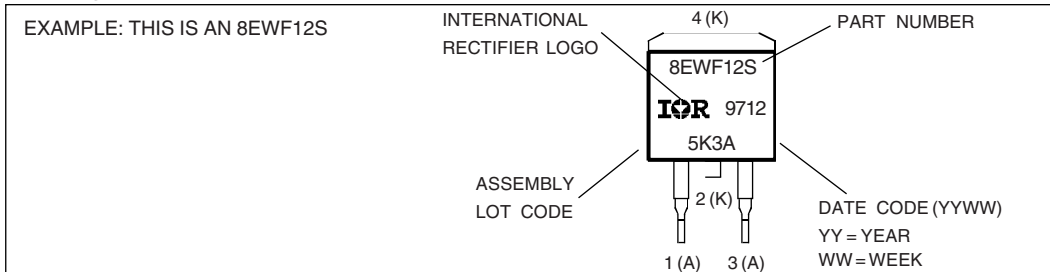 EXAMPLE: THIS IS AN 8EWF12S
INTERNATIONAL
RECTIFIER LOGO
4 (K)
PART NUMBER
8EWF12S
IOR 9712
5K3A
ASSEMBLY
LOT CODE
2 (K)
1 (A) 3 (A)
DATE CODE (YYWW)
YY = YEAR
WW = WEEK